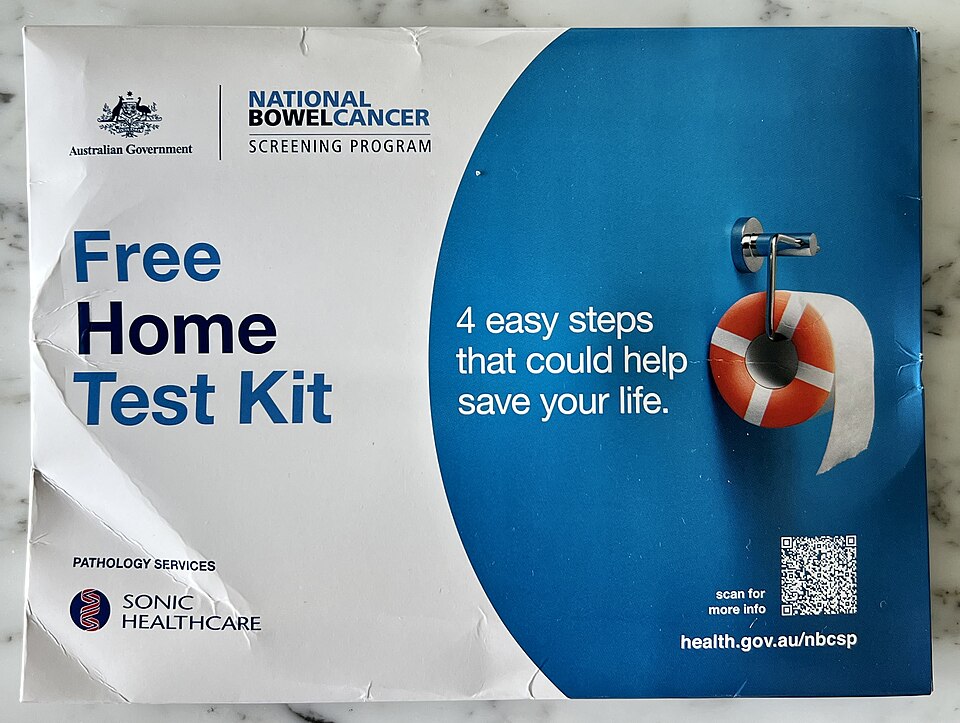 Australian Government
NATIONAL
BOWELCANCER
SCREENING PROGRAM
Free
Home
Test Kit
4 easy steps
that could help
save your life.
PATHOLOGY SERVICES
SONIC
HEALTHCARE
scan for
more info
health.gov.au/nbcsp